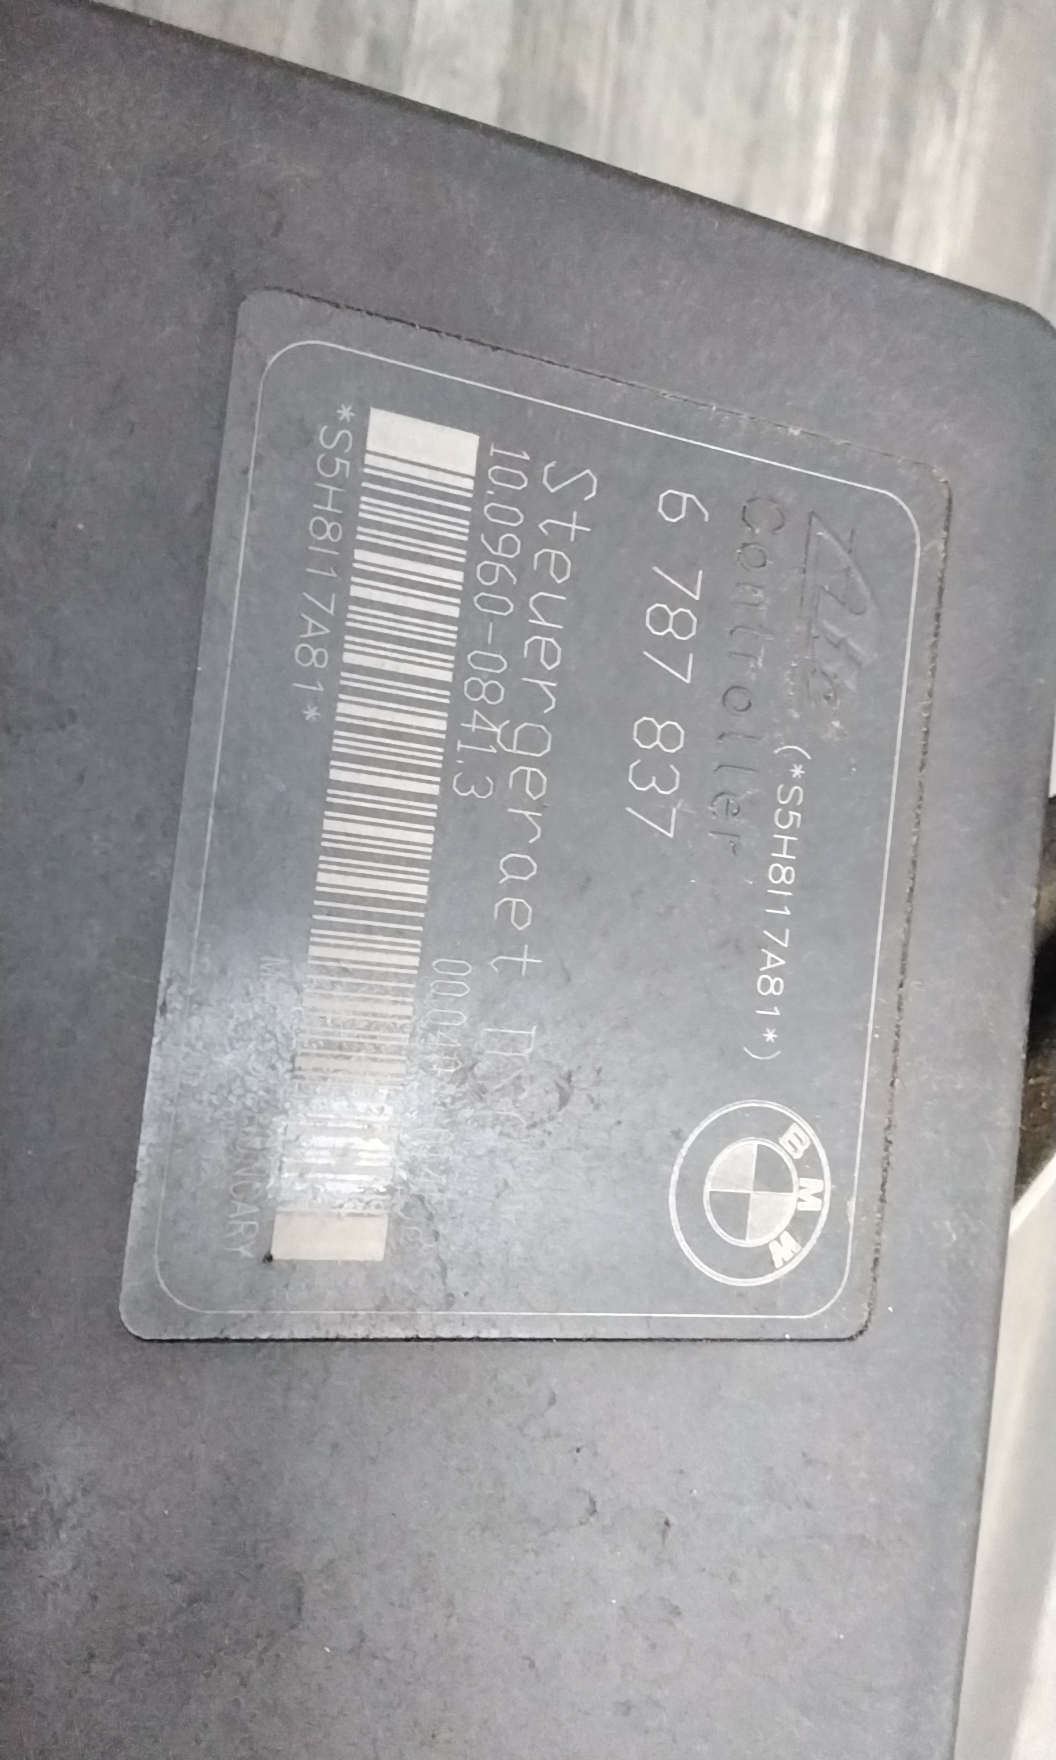 Ate (*S5H8I17A81*)
Controller
BMW
6 787 837
Steuergeraet DSC
10.0960-0841.3
*S5H8I17A81*